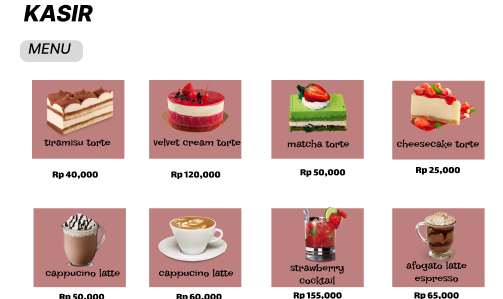 KASIR
MENU
tiramisu torte
velvet cream torte
matcha torte
cheesecake torte
Rp 40,000
Rp 120,000
Rp 50,000
Rp 25,000
cappucino latte
cappucino latte
strawberry
cocktail
afogato latte
espresso
Rp 50,000
Rp 60,000
Rp 155,000
Rp 65,000